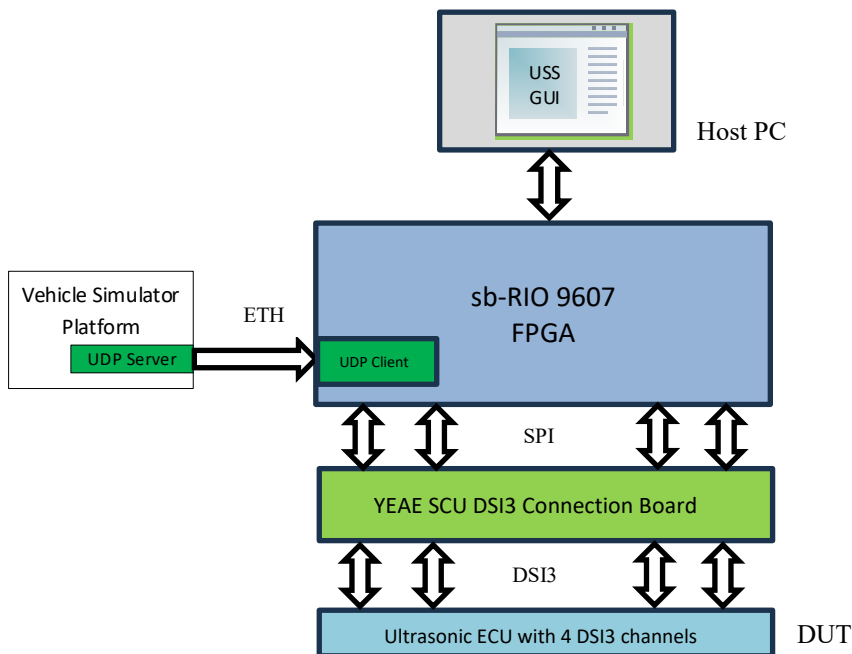 USS
GUI
Host PC
sb-RIO 9607
FPGA
Vehicle Simulator
Platform
ETH
UDP Server
UDP Client
SPI
YEAE SCU DSI3 Connection Board
DSI3
Ultrasonic ECU with 4 DSI3 channels
DUT